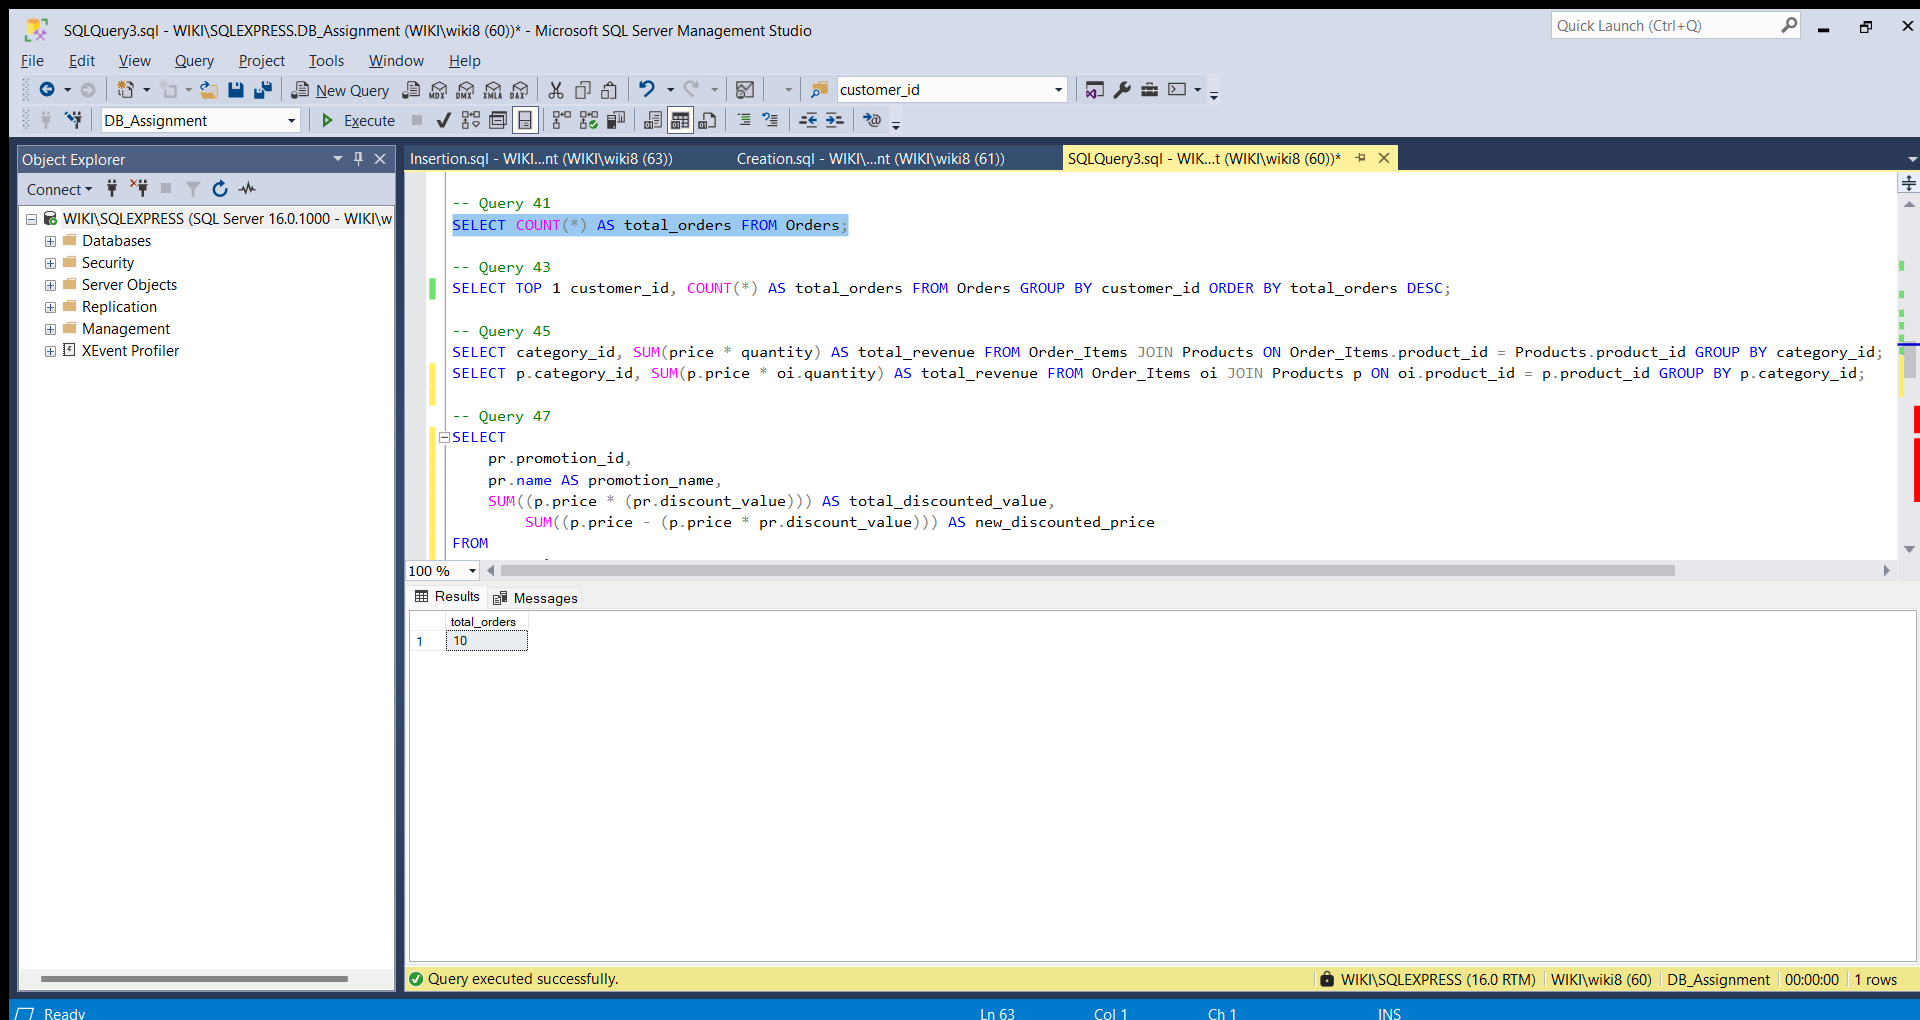 SQLQuery3.sql - WIKI\SQLEXPRESS.DB_Assignment (WIKI\wiki8 (60))* - Microsoft SQL Server Management Studio
Quick Launch (Ctrl+Q)
File Edit View Query Project Tools Window Help
New Query MDX DMX XMLA DAX customer_id
DB_Assignment Execute
Object Explorer
Connect
WIKI\SQLEXPRESS (SQL Server 16.0.1000 - WIKI\w
Databases
Security
Server Objects
Replication
Management
XEvent Profiler
Insertion.sql - WIKI...nt (WIKI\wiki8 (63)) Creation.sql - WIKI\...nt (WIKI\wiki8 (61)) SQLQuery3.sql - WIK...t (WIKI\wiki8 (60))*
-- Query 41
SELECT COUNT(*) AS total_orders FROM Orders;
-- Query 43
SELECT TOP 1 customer_id, COUNT(*) AS total_orders FROM Orders GROUP BY customer_id ORDER BY total_orders DESC;
-- Query 45
SELECT category_id, SUM(price * quantity) AS total_revenue FROM Order_Items JOIN Products ON Order_Items.product_id = Products.product_id GROUP BY category_id;
SELECT p.category_id, SUM(p.price * oi.quantity) AS total_revenue FROM Order_Items oi JOIN Products p ON oi.product_id = p.product_id GROUP BY p.category_id;
-- Query 47
SELECT
pr.promotion_id,
pr.name AS promotion_name,
SUM((p.price * (pr.discount_value))) AS total_discounted_value,
SUM((p.price - (p.price * pr.discount_value))) AS new_discounted_price
FROM
100 %
Results Messages
total_orders
1 10
Query executed successfully.
WIKI\SQLEXPRESS (16.0 RTM) WIKI\wiki8 (60) DB_Assignment 00:00:00 1 rows
Ready Ln 63 Col 1 Ch 1 INS